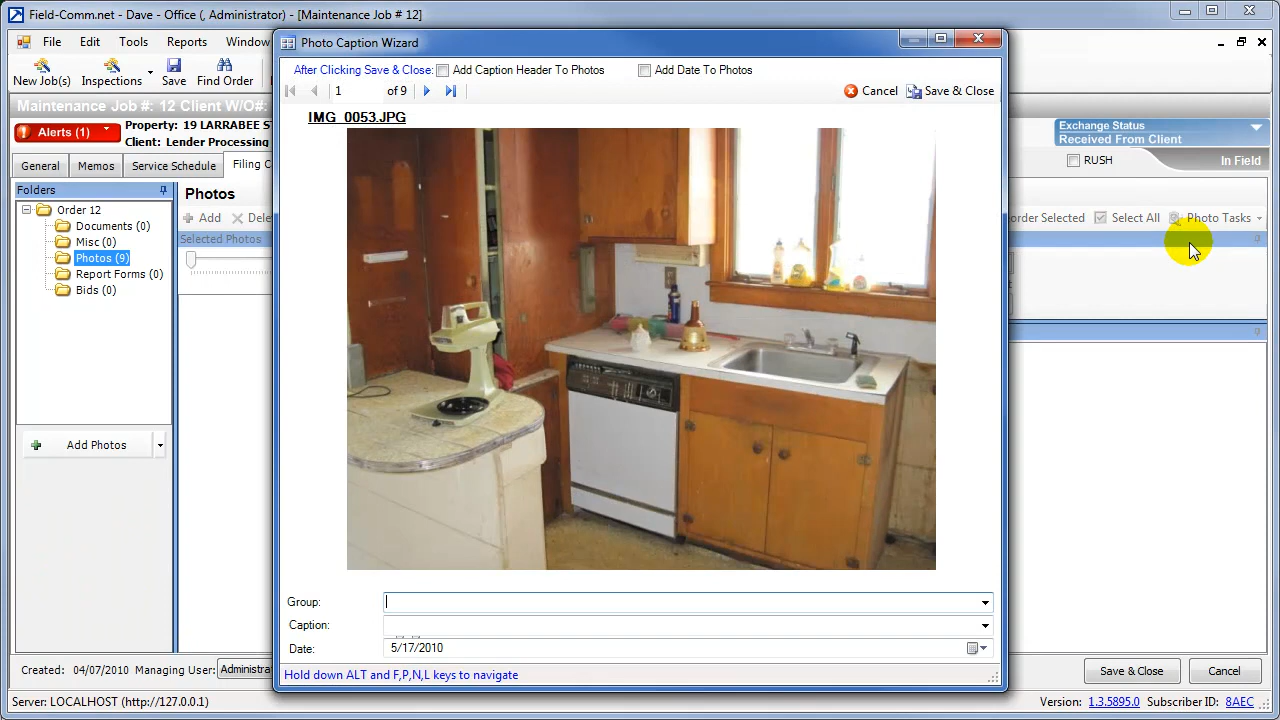 Field-Comm.net - Dave - Office (, Administrator) - [Maintenance Job # 12]
File Edit Tools Reports Window
New Job(s) Inspections Save Find Order
Maintenance Job #: 12 Client W/O#:
Alerts (1)
Property: 19 LARRABEE
Client: Lender Processing
Exchange Status
Received From Client
RUSH
In Field
General Memos Service Schedule Filing
Folders
Order 12
Documents (0)
Misc (0)
Photos (9)
Report Forms (0)
Bids (0)
Add Photos
Photos
Add
Selected Photos
Selected Select All Photo Tasks
Photo Caption Wizard
After Clicking Save & Close: Add Caption Header To Photos Add Date To Photos
1 of 9 Cancel Save & Close
IMG_0053.JPG
Group:
Caption:
Date: 5/17/2010
Hold down ALT and F,P,N,L keys to navigate
Created: 04/07/2010 Managing User:
Save & Close Cancel
Server: LOCALHOST (http://127.0.0.1)
Version: 1.3.5895.0 Subscriber ID: 8AEC